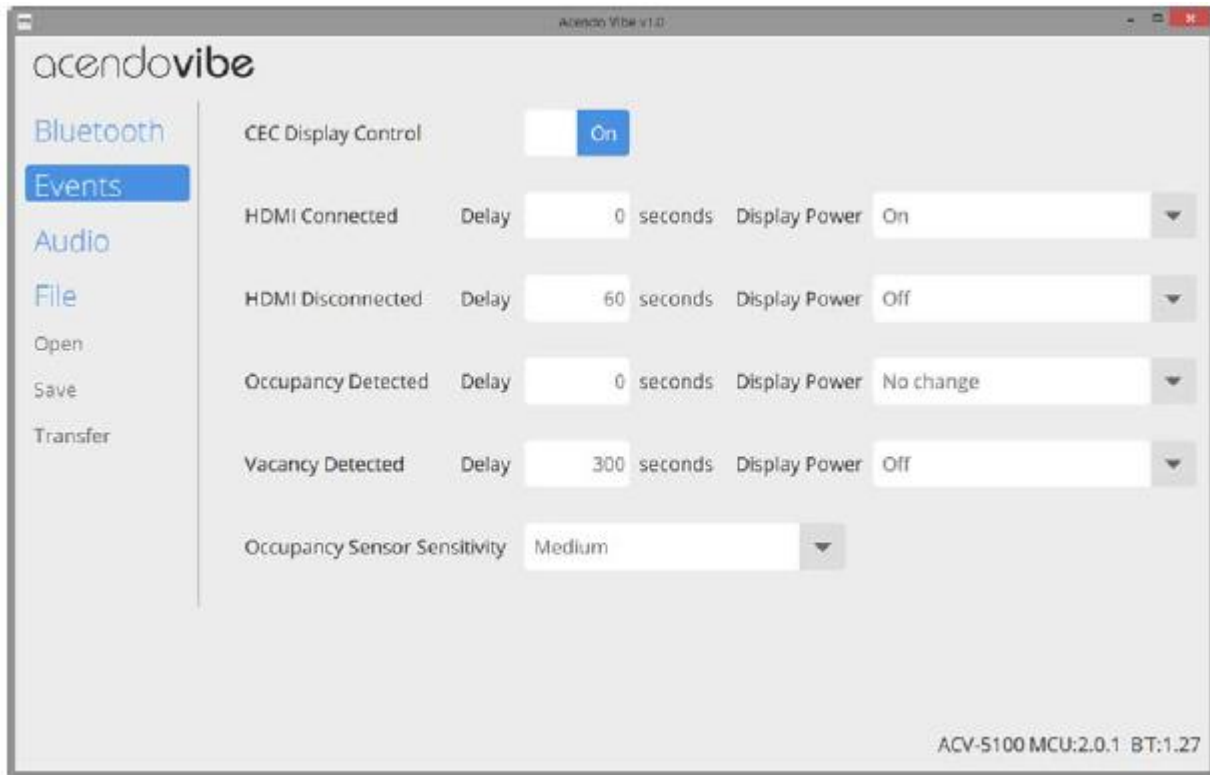 Acendo Vibe v1.0
acendovibe
Bluetooth
Events
Audio
File
Open
Save
Transfer
CEC Display Control On
HDMI Connected Delay 0 seconds Display Power On
HDMI Disconnected Delay 60 seconds Display Power Off
Occupancy Detected Delay 0 seconds Display Power No change
Vacancy Detected Delay 300 seconds Display Power Off
Occupancy Sensor Sensitivity Medium
ACV-5100 MCU:2.0.1 BT:1.27